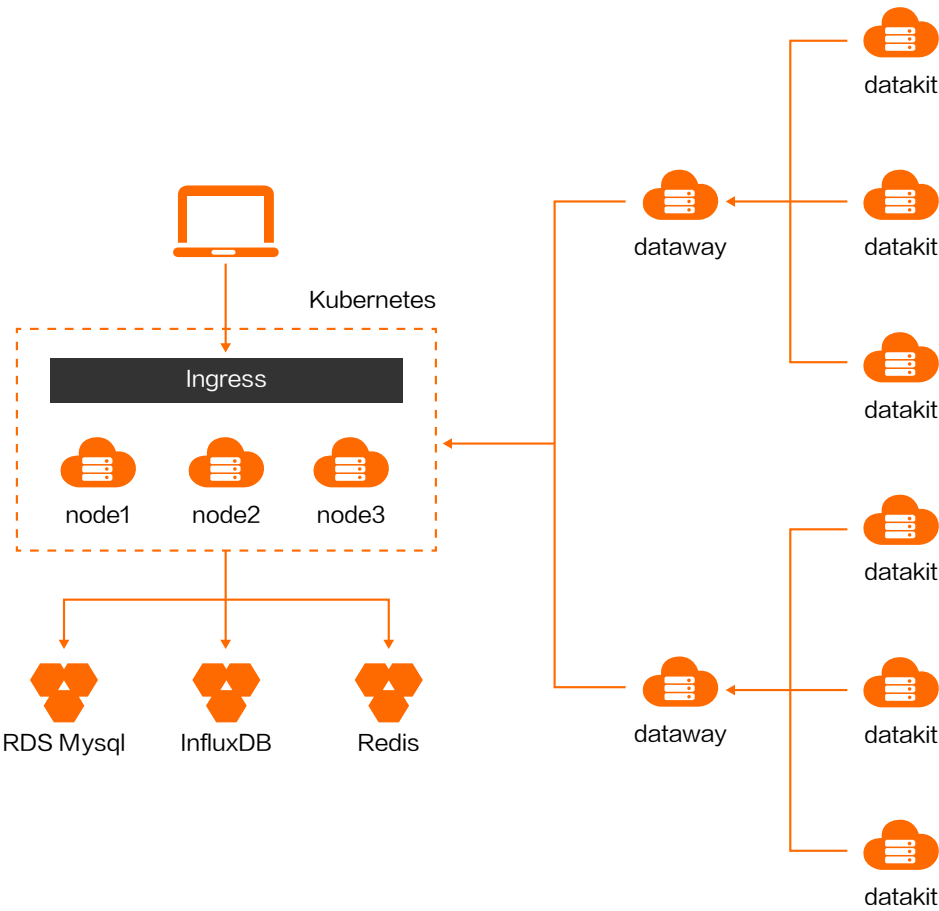 datakit
datakit
dataway
Kubernetes
Ingress
datakit
node1
node2
node3
datakit
RDS Mysql
InfluxDB
Redis
dataway
datakit
datakit